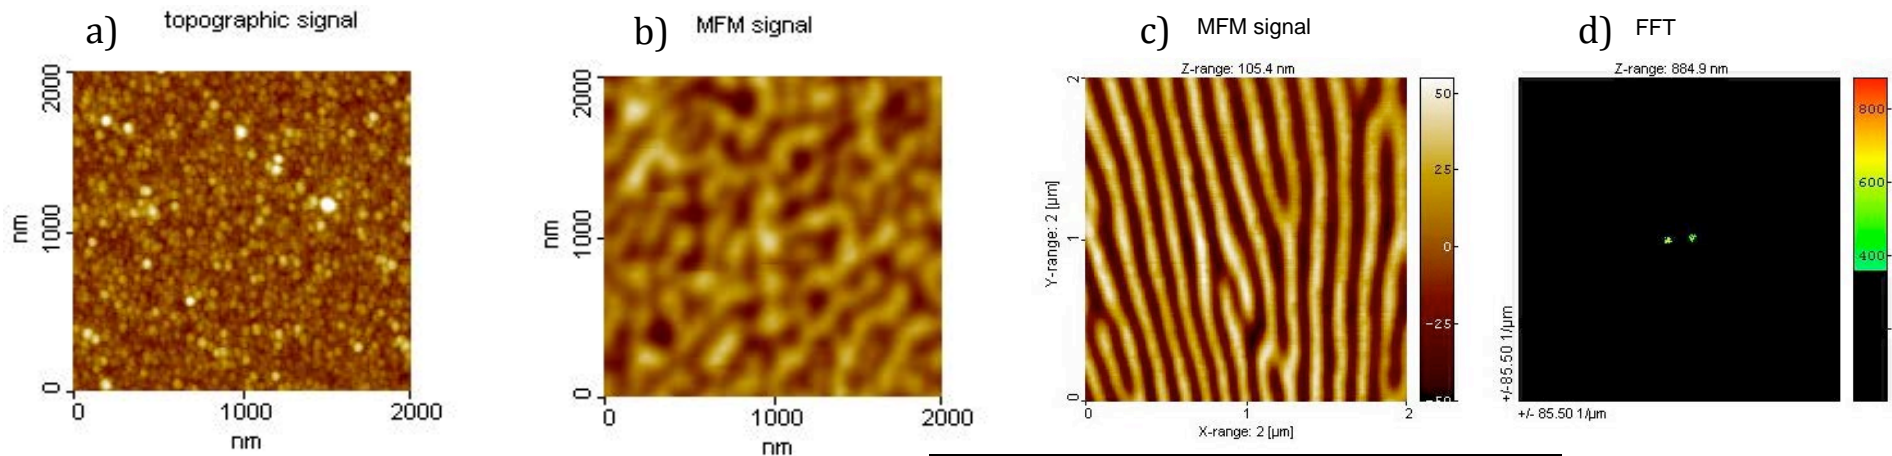 a) topographic signal
2000
1000
0
nm
0 1000 2000
nm
b) MFM signal
2000
1000
0
nm
0 1000 2000
nm
c) MFM signal
Z-range: 105.4 nm
2
1
0
Y-range: 2 [µm]
0 1 2
X-range: 2 [µm]
50
25
0
-25
-50
d) FFT
Z-range: 884.9 nm
+/-85.50 1/µm
+/- 85.50 1/µm
800
600
400